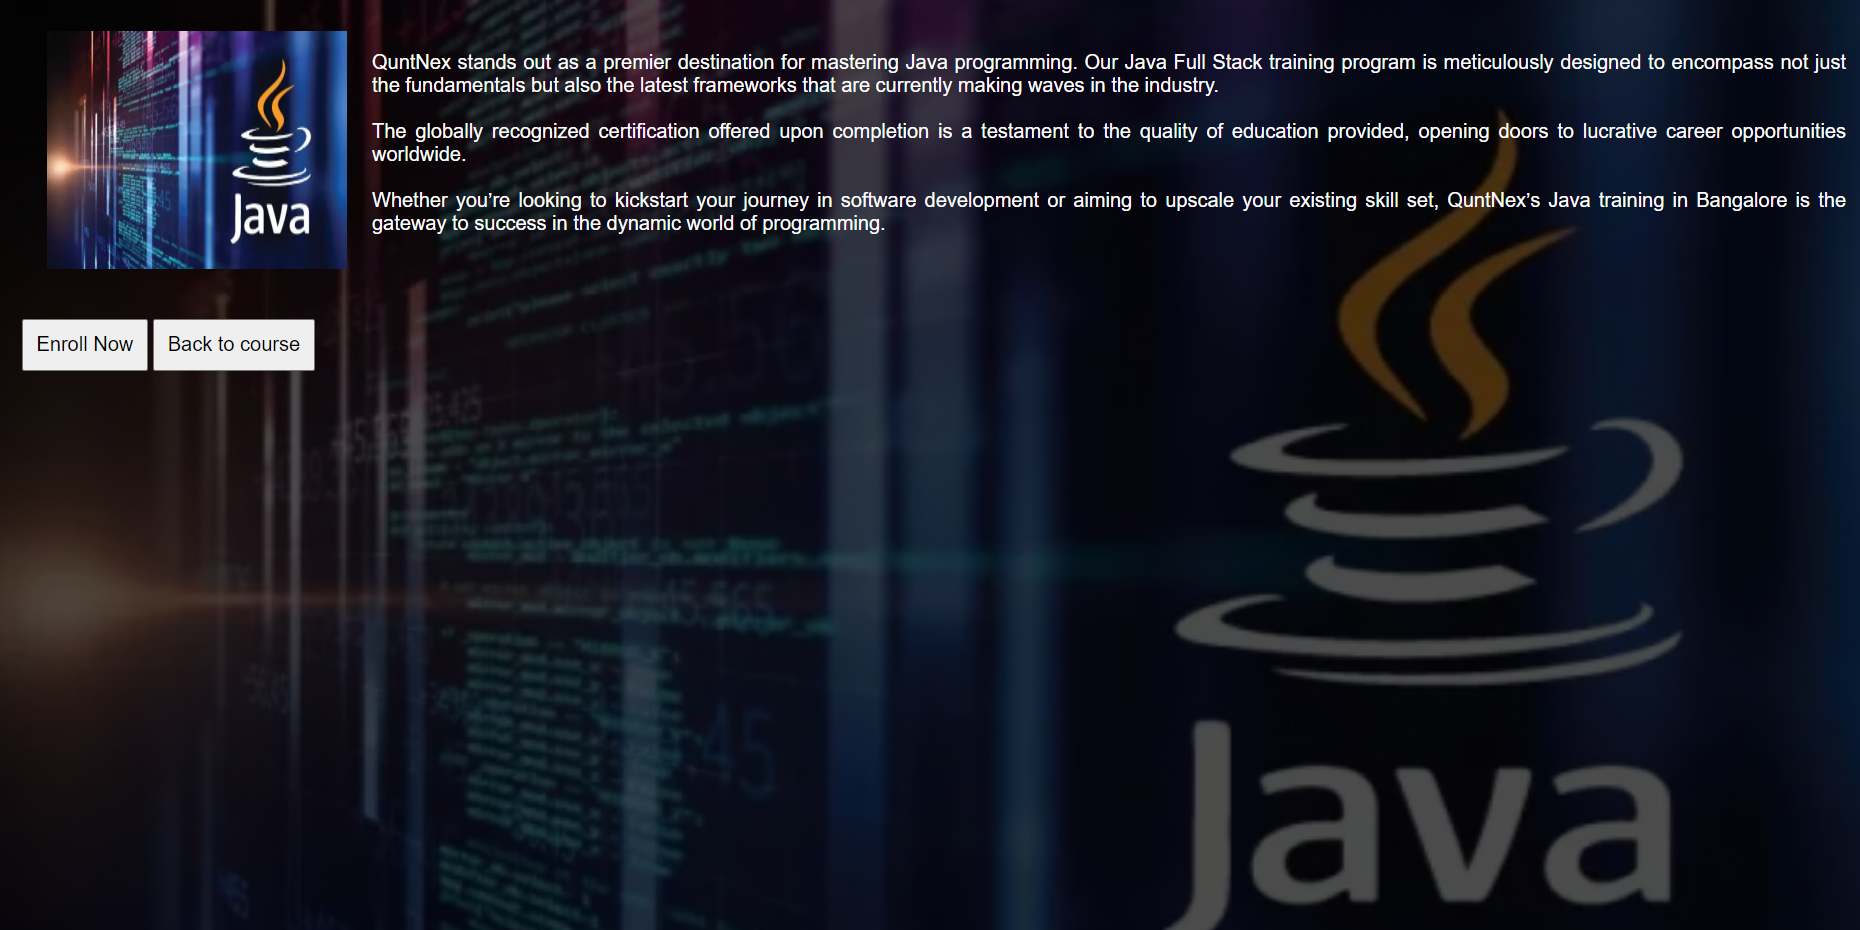 Java
QuntNex stands out as a premier destination for mastering Java programming. Our Java Full Stack training program is meticulously designed to encompass not just
the fundamentals but also the latest frameworks that are currently making waves in the industry.
The globally recognized certification offered upon completion is a testament to the quality of education provided, opening doors to lucrative career opportunities
worldwide.
Whether you’re looking to kickstart your journey in software development or aiming to upscale your existing skill set, QuntNex’s Java training in Bangalore is the
gateway to success in the dynamic world of programming.
Enroll Now
Back to course
Java